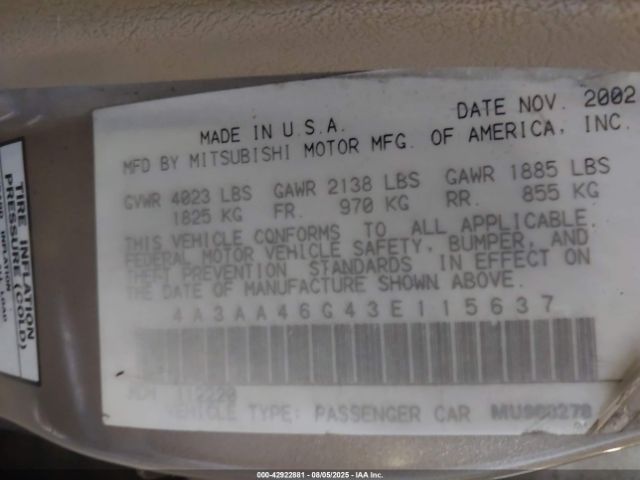 DATE NOV. 2002
MADE IN U.S.A.
MFD BY MITSUBISHI MOTOR MFG. OF AMERICA, INC.
GVWR 4023 LBS GAWR 2138 LBS GAWR 1885 LBS
1825 KG FR. 970 KG RR. 855 KG
THIS VEHICLE CONFORMS TO ALL APPLICABLE
FEDERAL MOTOR VEHICLE SAFETY, BUMPER, AND
THEFT PREVENTION STANDARDS IN EFFECT ON
THE DATE OF MANUFACTURE SHOWN ABOVE.
4A3AA46G43E115637
112220
VEHICLE TYPE: PASSENGER CAR
TIRE INFLATION
PRESSURE (COLD)
000-42922881 - 08/05/2025 - IAA Inc.